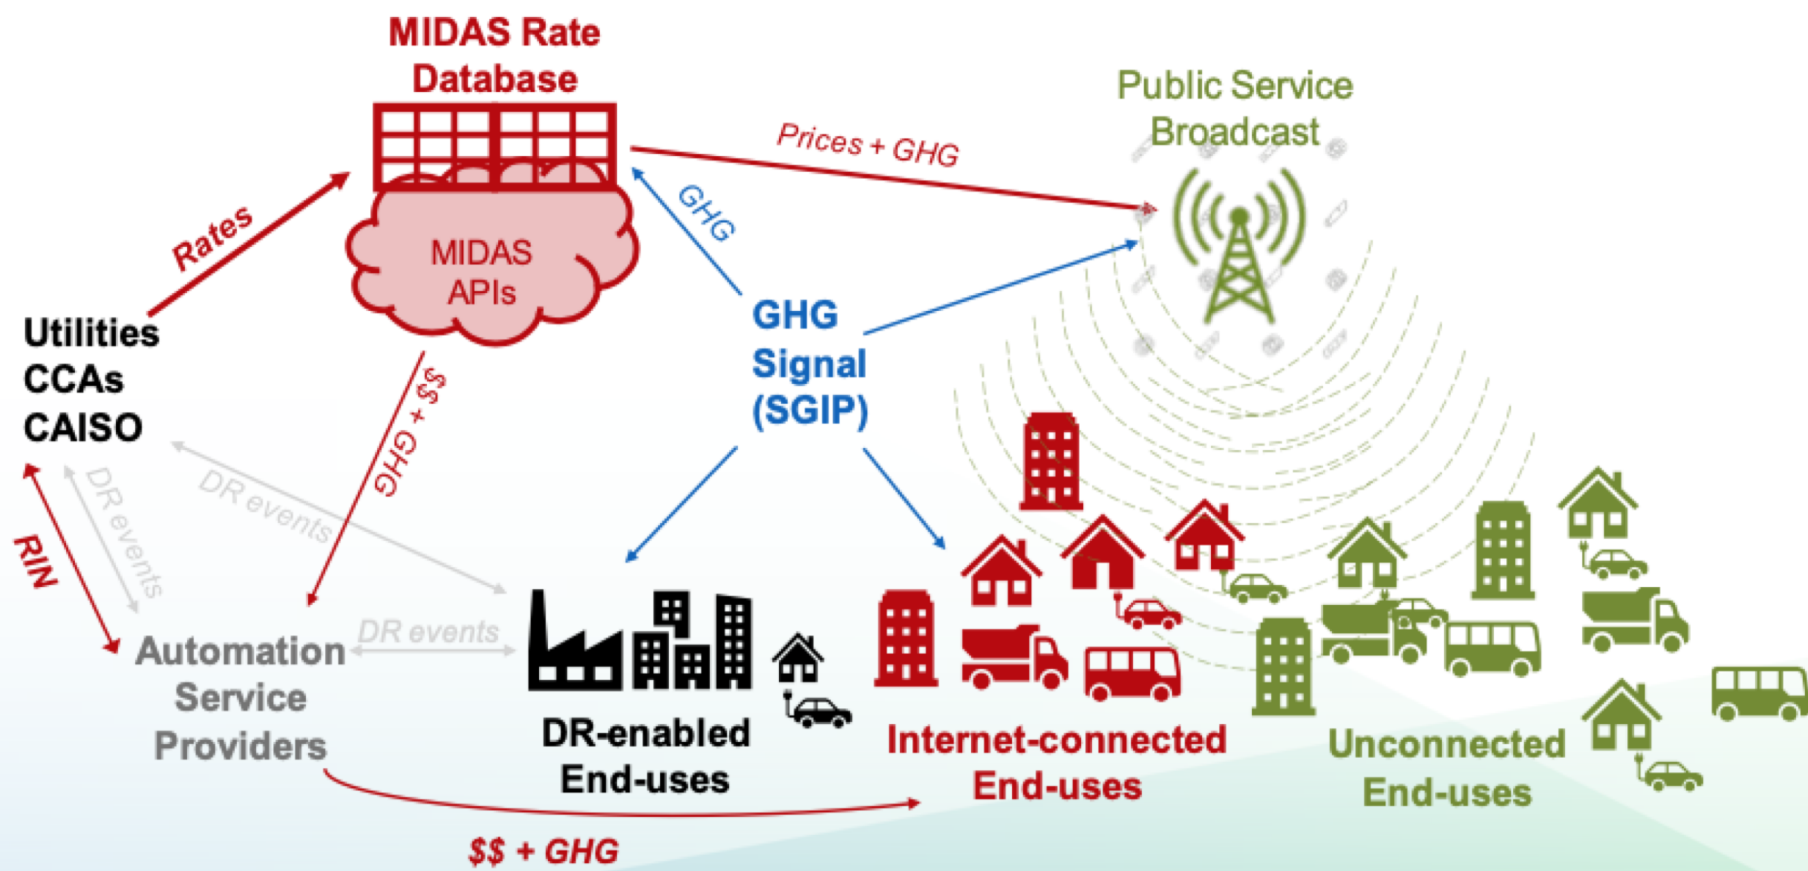 MIDAS Rate
Database
Public Service
Broadcast
Prices + GHG
GHG
Rates
MIDAS
APIs
GHG
Signal
(SGIP)
Utilities
CCAs
CAISO
$$ + GHG
DR events
DR events
RIN
DR events
Automation
Service
Providers
DR-enabled
End-uses
Internet-connected
End-uses
Unconnected
End-uses
$$ + GHG